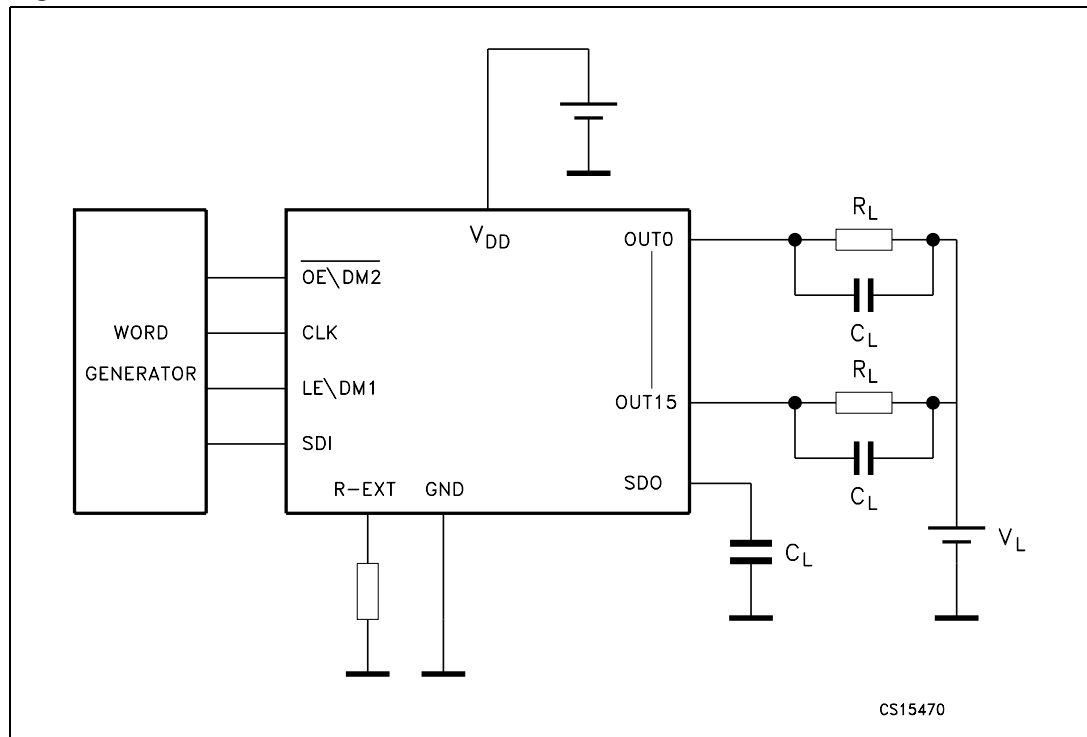 V_DD
OUT0
R_L
OE\DM2
C_L
WORD
GENERATOR
CLK
R_L
LE\DM1
OUT15
SDI
C_L
R-EXT
GND
SDO
C_L
V_L
CS15470